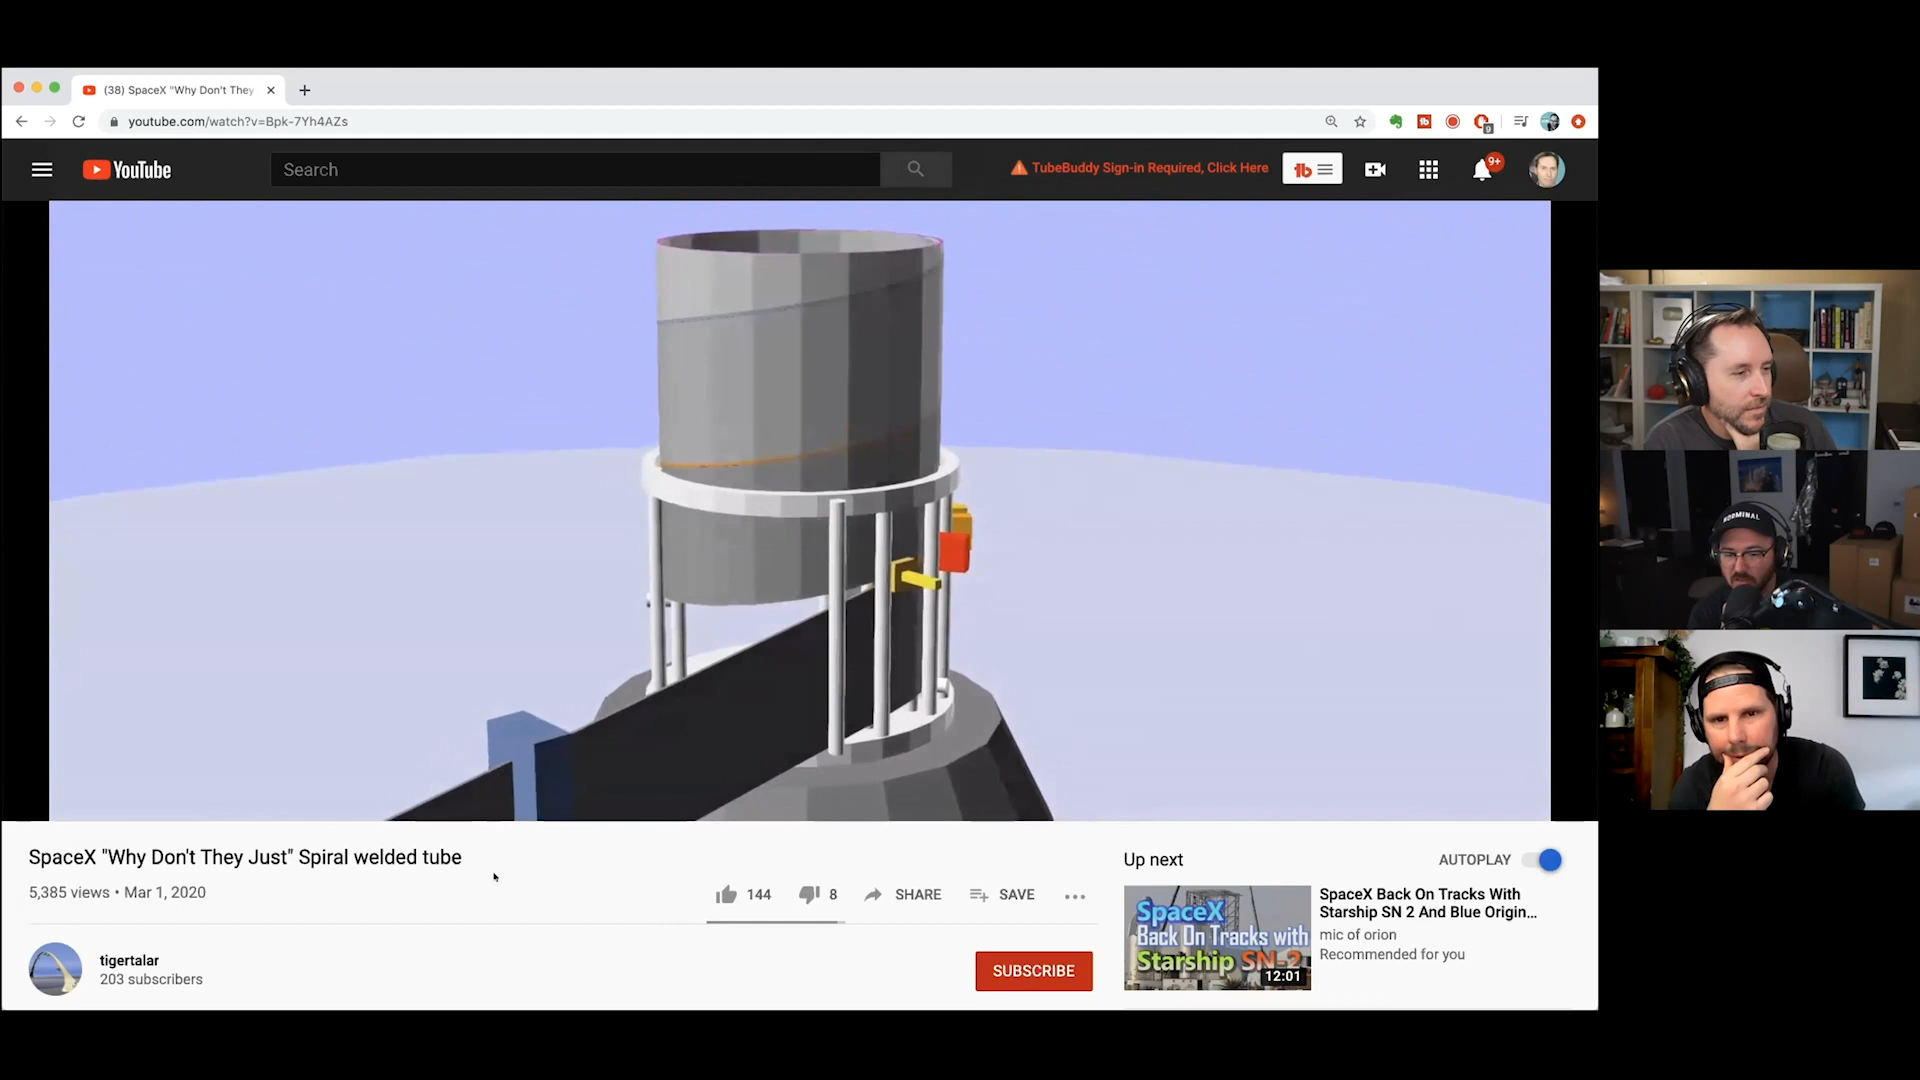 (38) SpaceX "Why Don't They
youtube.com/watch?v=Bpk-7Yh4AZs
9
YouTube
Search
TubeBuddy Sign-in Required, Click Here
tb
9+
NORMINAL
SpaceX "Why Don't They Just" Spiral welded tube
5,385 views • Mar 1, 2020
144
8
SHARE
SAVE
tigertalar
203 subscribers
SUBSCRIBE
Up next
AUTOPLAY
SpaceX
Back On Tracks with
Starship SN-2
12:01
SpaceX Back On Tracks With
Starship SN 2 And Blue Origin...
mic of orion
Recommended for you